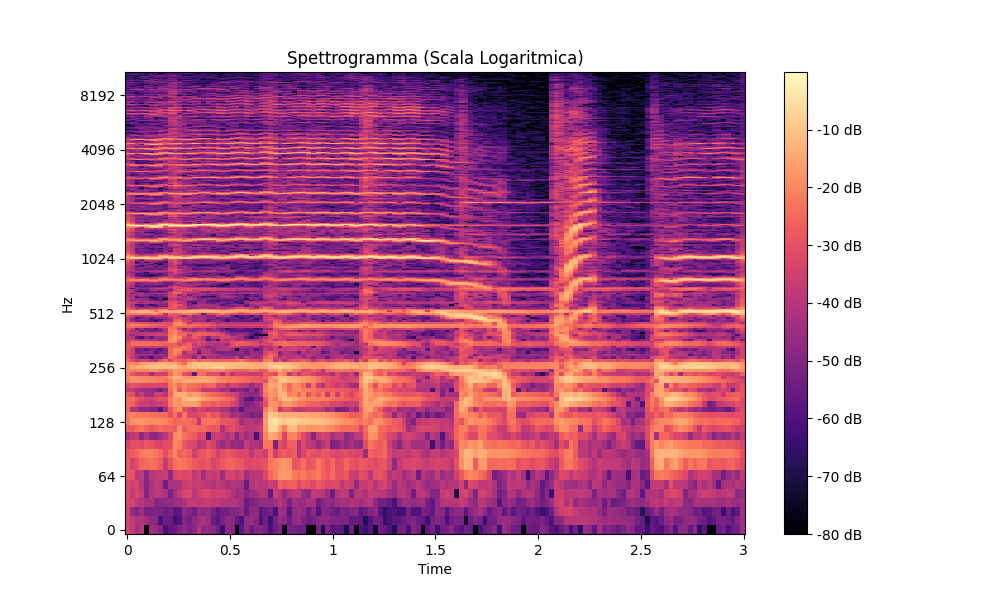 Spettrogramma (Scala Logaritmica)
8192
4096
2048
1024
512
256
128
64
0
Hz
0
0.5
1
1.5
2
2.5
3
Time
-10 dB
-20 dB
-30 dB
-40 dB
-50 dB
-60 dB
-70 dB
-80 dB